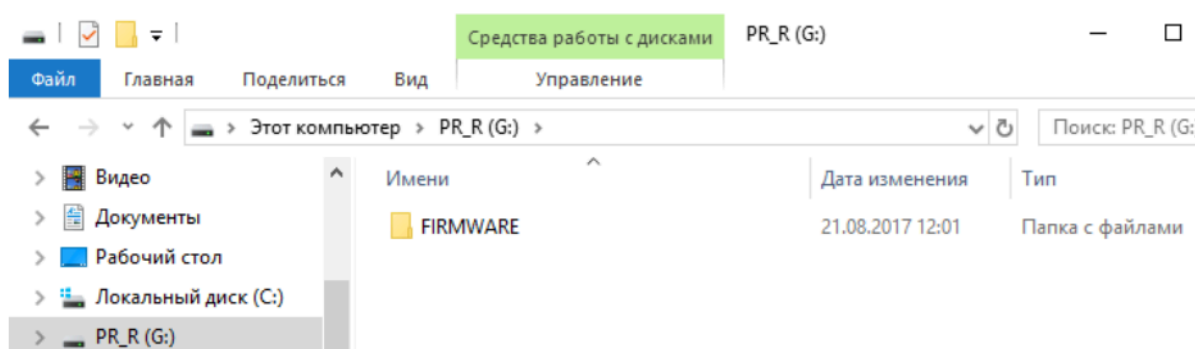 Средства работы с дисками PR_R (G:)
Файл Главная Поделиться Вид Управление
Этот компьютер PR_R (G:) Поиск: PR_R (G:
Видео Имени Дата изменения Тип
Документы FIRMWARE 21.08.2017 12:01 Папка с файлами
Рабочий стол
Локальный диск (C:)
PR_R (G:)